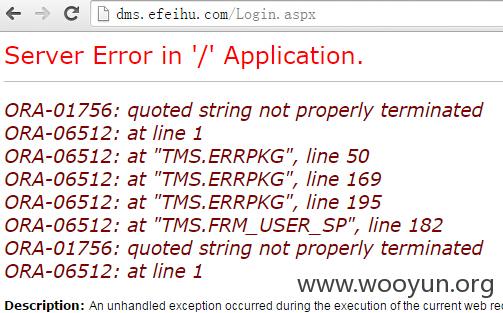 dms.efeihu.com/Login.aspx
Server Error in '/' Application.
ORA-01756: quoted string not properly terminated
ORA-06512: at line 1
ORA-06512: at "TMS.ERRPKG", line 50
ORA-06512: at "TMS.ERRPKG", line 169
ORA-06512: at "TMS.ERRPKG", line 195
ORA-06512: at "TMS.FRM_USER_SP", line 182
ORA-01756: quoted string not properly terminated
ORA-06512: at line 1
www.wooyun.org
Description: An unhandled exception occurred during the execution of the current web rec